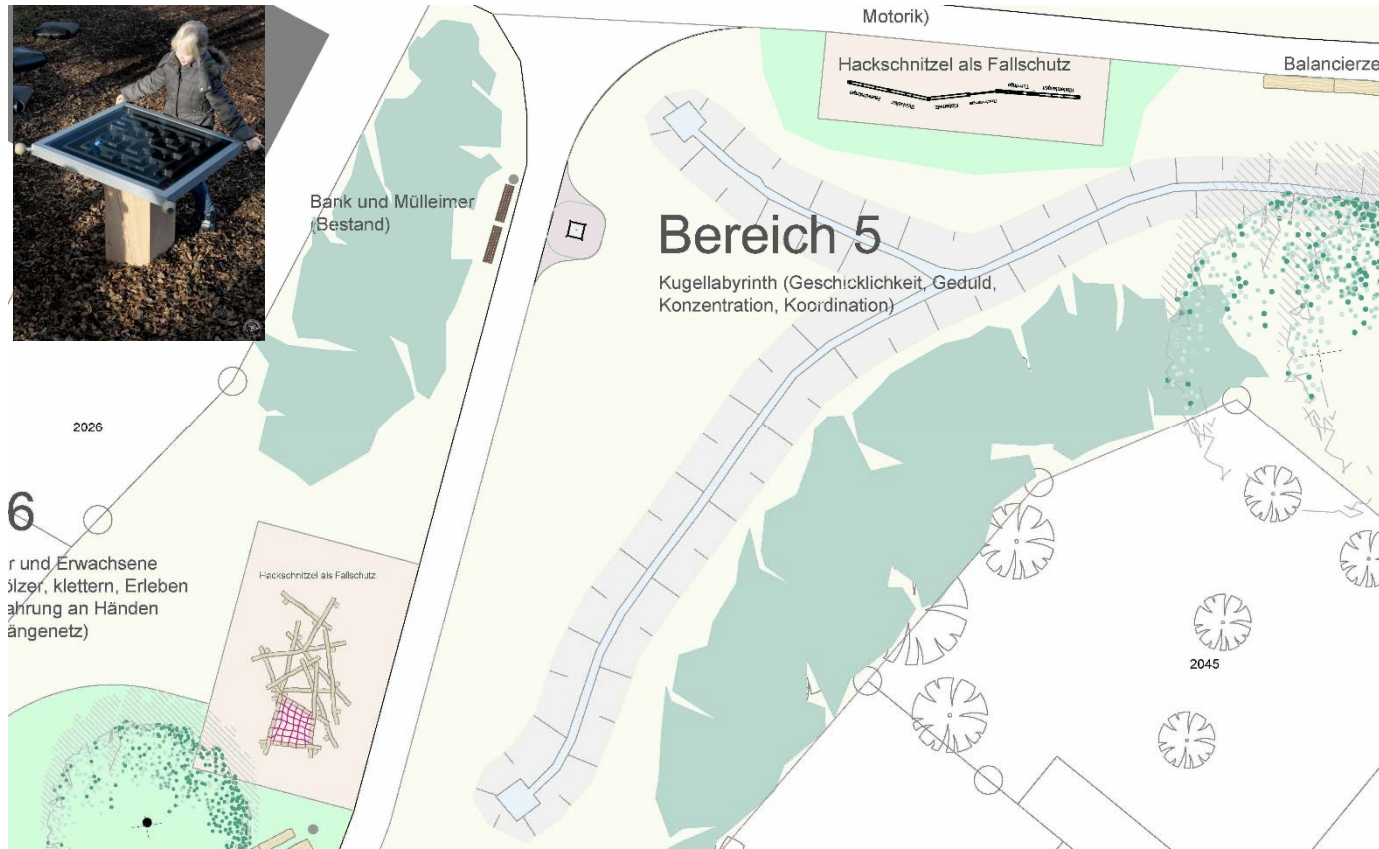 Motorik)
Hackschnitzel als Fallschutz
Balancierze
Bank und Mülleimer
(Bestand)
Bereich 5
Kugellabyrinth (Geschicklichkeit, Geduld,
Konzentration, Koordination)
2026
6
r und Erwachsene
ölzer, klettern, Erleben
ahrung an Händen
ängenetz)
Hackschnitzel als Fallschutz
2045